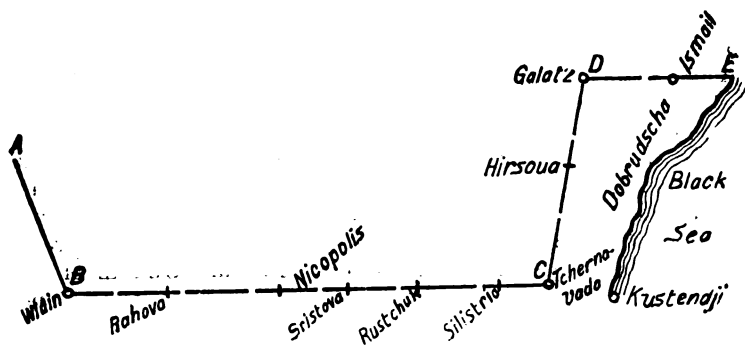 Galatz D Ismail E
A
Hirsoua
Dobrudscha
Black
Sea
B
Widin
Rahova
Nicopolis
Sristova
Rustchuk
Silistria
C
Tcherna-
vada
Kustendji